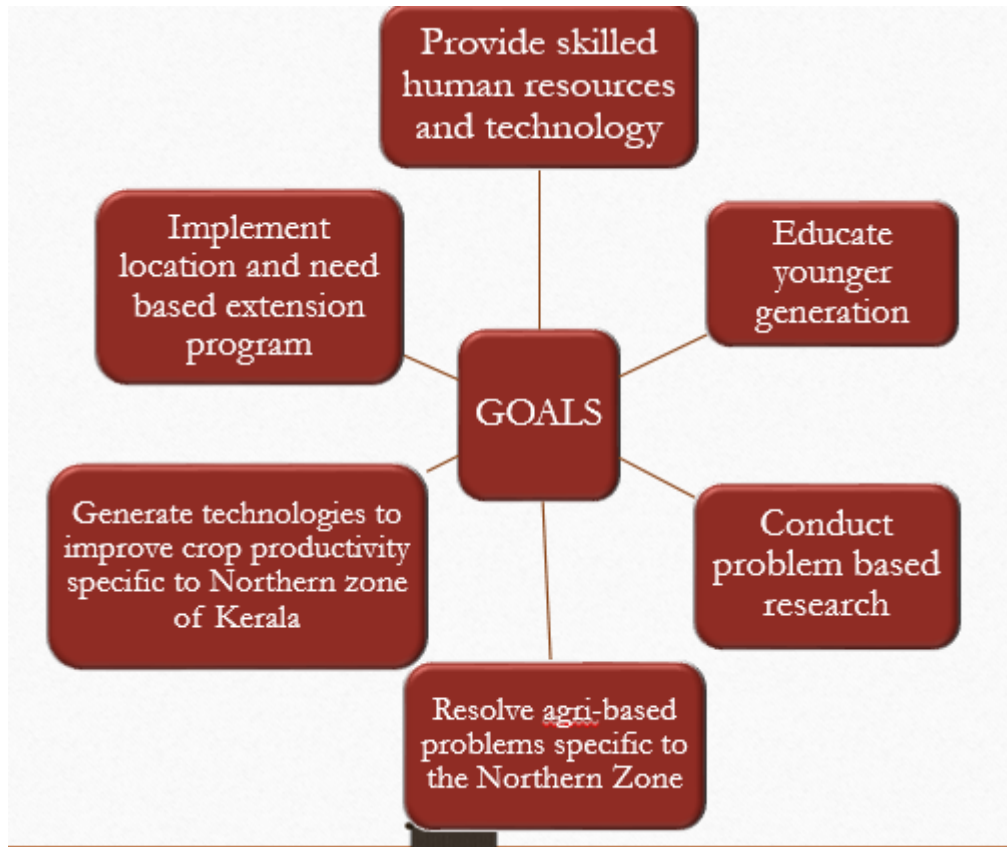 Provide skilled
human resources
and technology
Implement
location and need
based extension
program
Educate
younger
generation
GOALS
Generate technologies to
improve crop productivity
specific to Northern zone
of Kerala
Conduct
problem based
research
Resolve agri-based
problems specific to
the Northern Zone